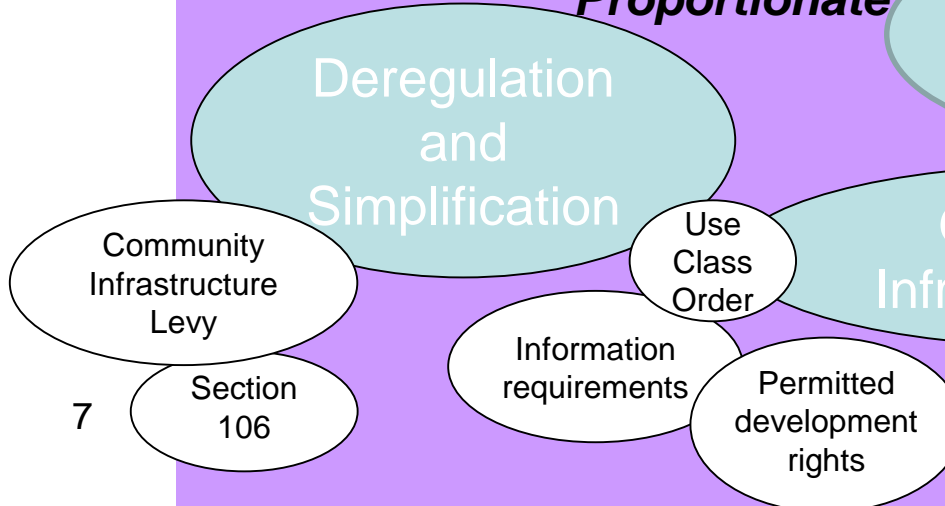 Proportionate
Deregulation
and
Simplification
Community
Infrastructure
Levy
Use
Class
Order
Information
requirements
Section
106
Permitted
development
rights
7